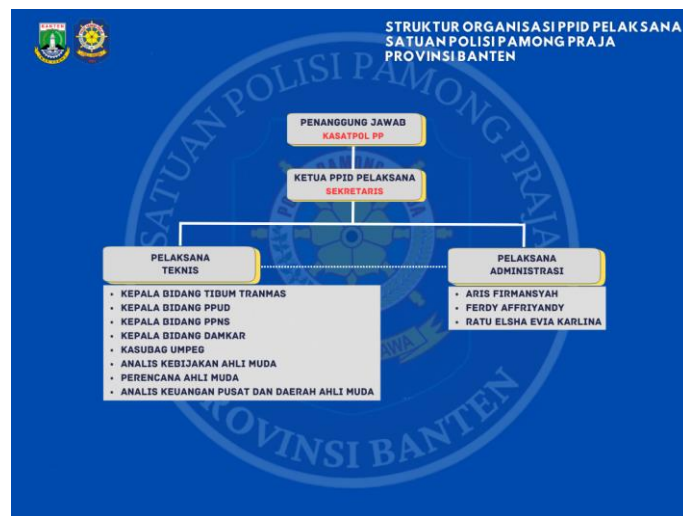 BANTEN
STRUKTUR ORGANISASI PPID PELAKSANA
SATUAN POLISI PAMONG PRAJA
PROVINSI BANTEN
SATUAN POLISI PAMONG PRAJA
PENANGGUNG JAWAB
KASATPOL PP
KETUA PPID PELAKSANA
SEKRETARIS
PELAKSANA
TEKNIS
PELAKSANA
ADMINISTRASI
• KEPALA BIDANG TIBUM TRANMAS
• KEPALA BIDANG PPUD
• KEPALA BIDANG PPNS
• KEPALA BIDANG DAMKAR
• KASUBAG UMPEG
• ANALIS KEBIJAKAN AHLI MUDA
• PERENCANA AHLI MUDA
• ANALIS KEUANGAN PUSAT DAN DAERAH AHLI MUDA
• ARIS FIRMANSYAH
• FERDY AFFRIYANDY
• RATU ELSHA EVIA KARLINA
PROVINSI BANTEN